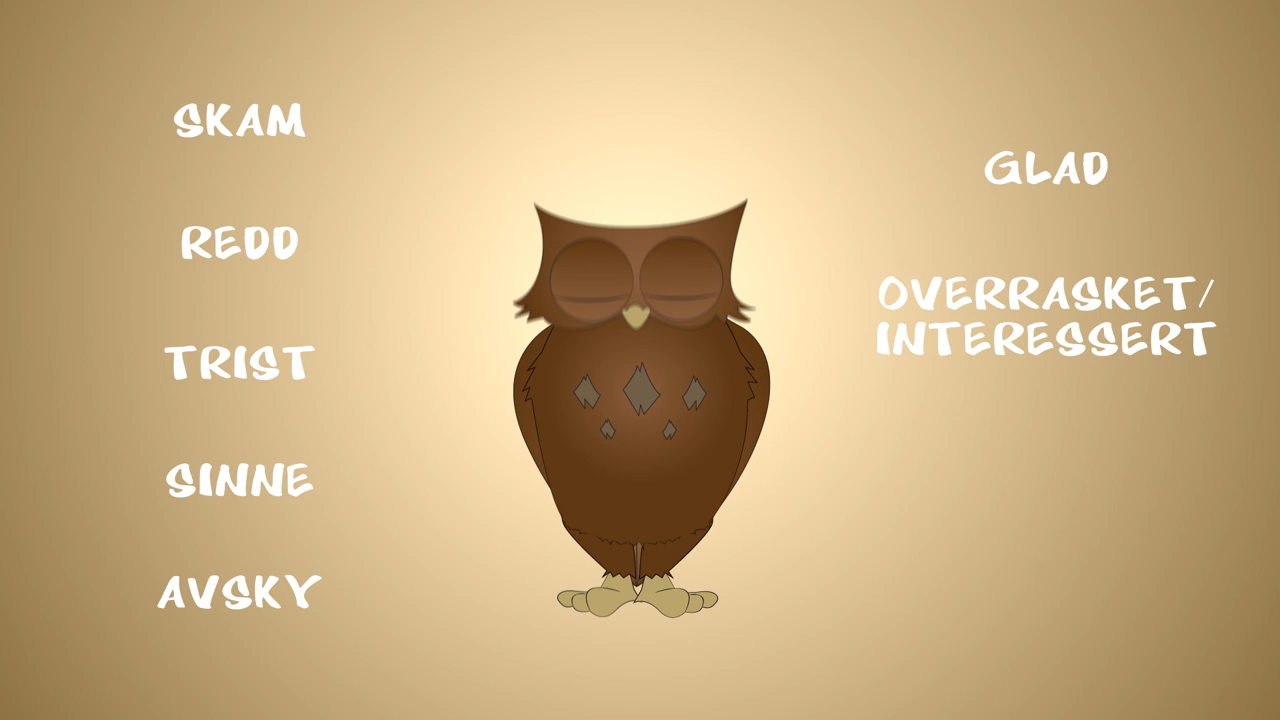 SKAM
REDD
TRIST
SINNE
AVSKY
GLAD
OVERRASKET/
INTERESSERT